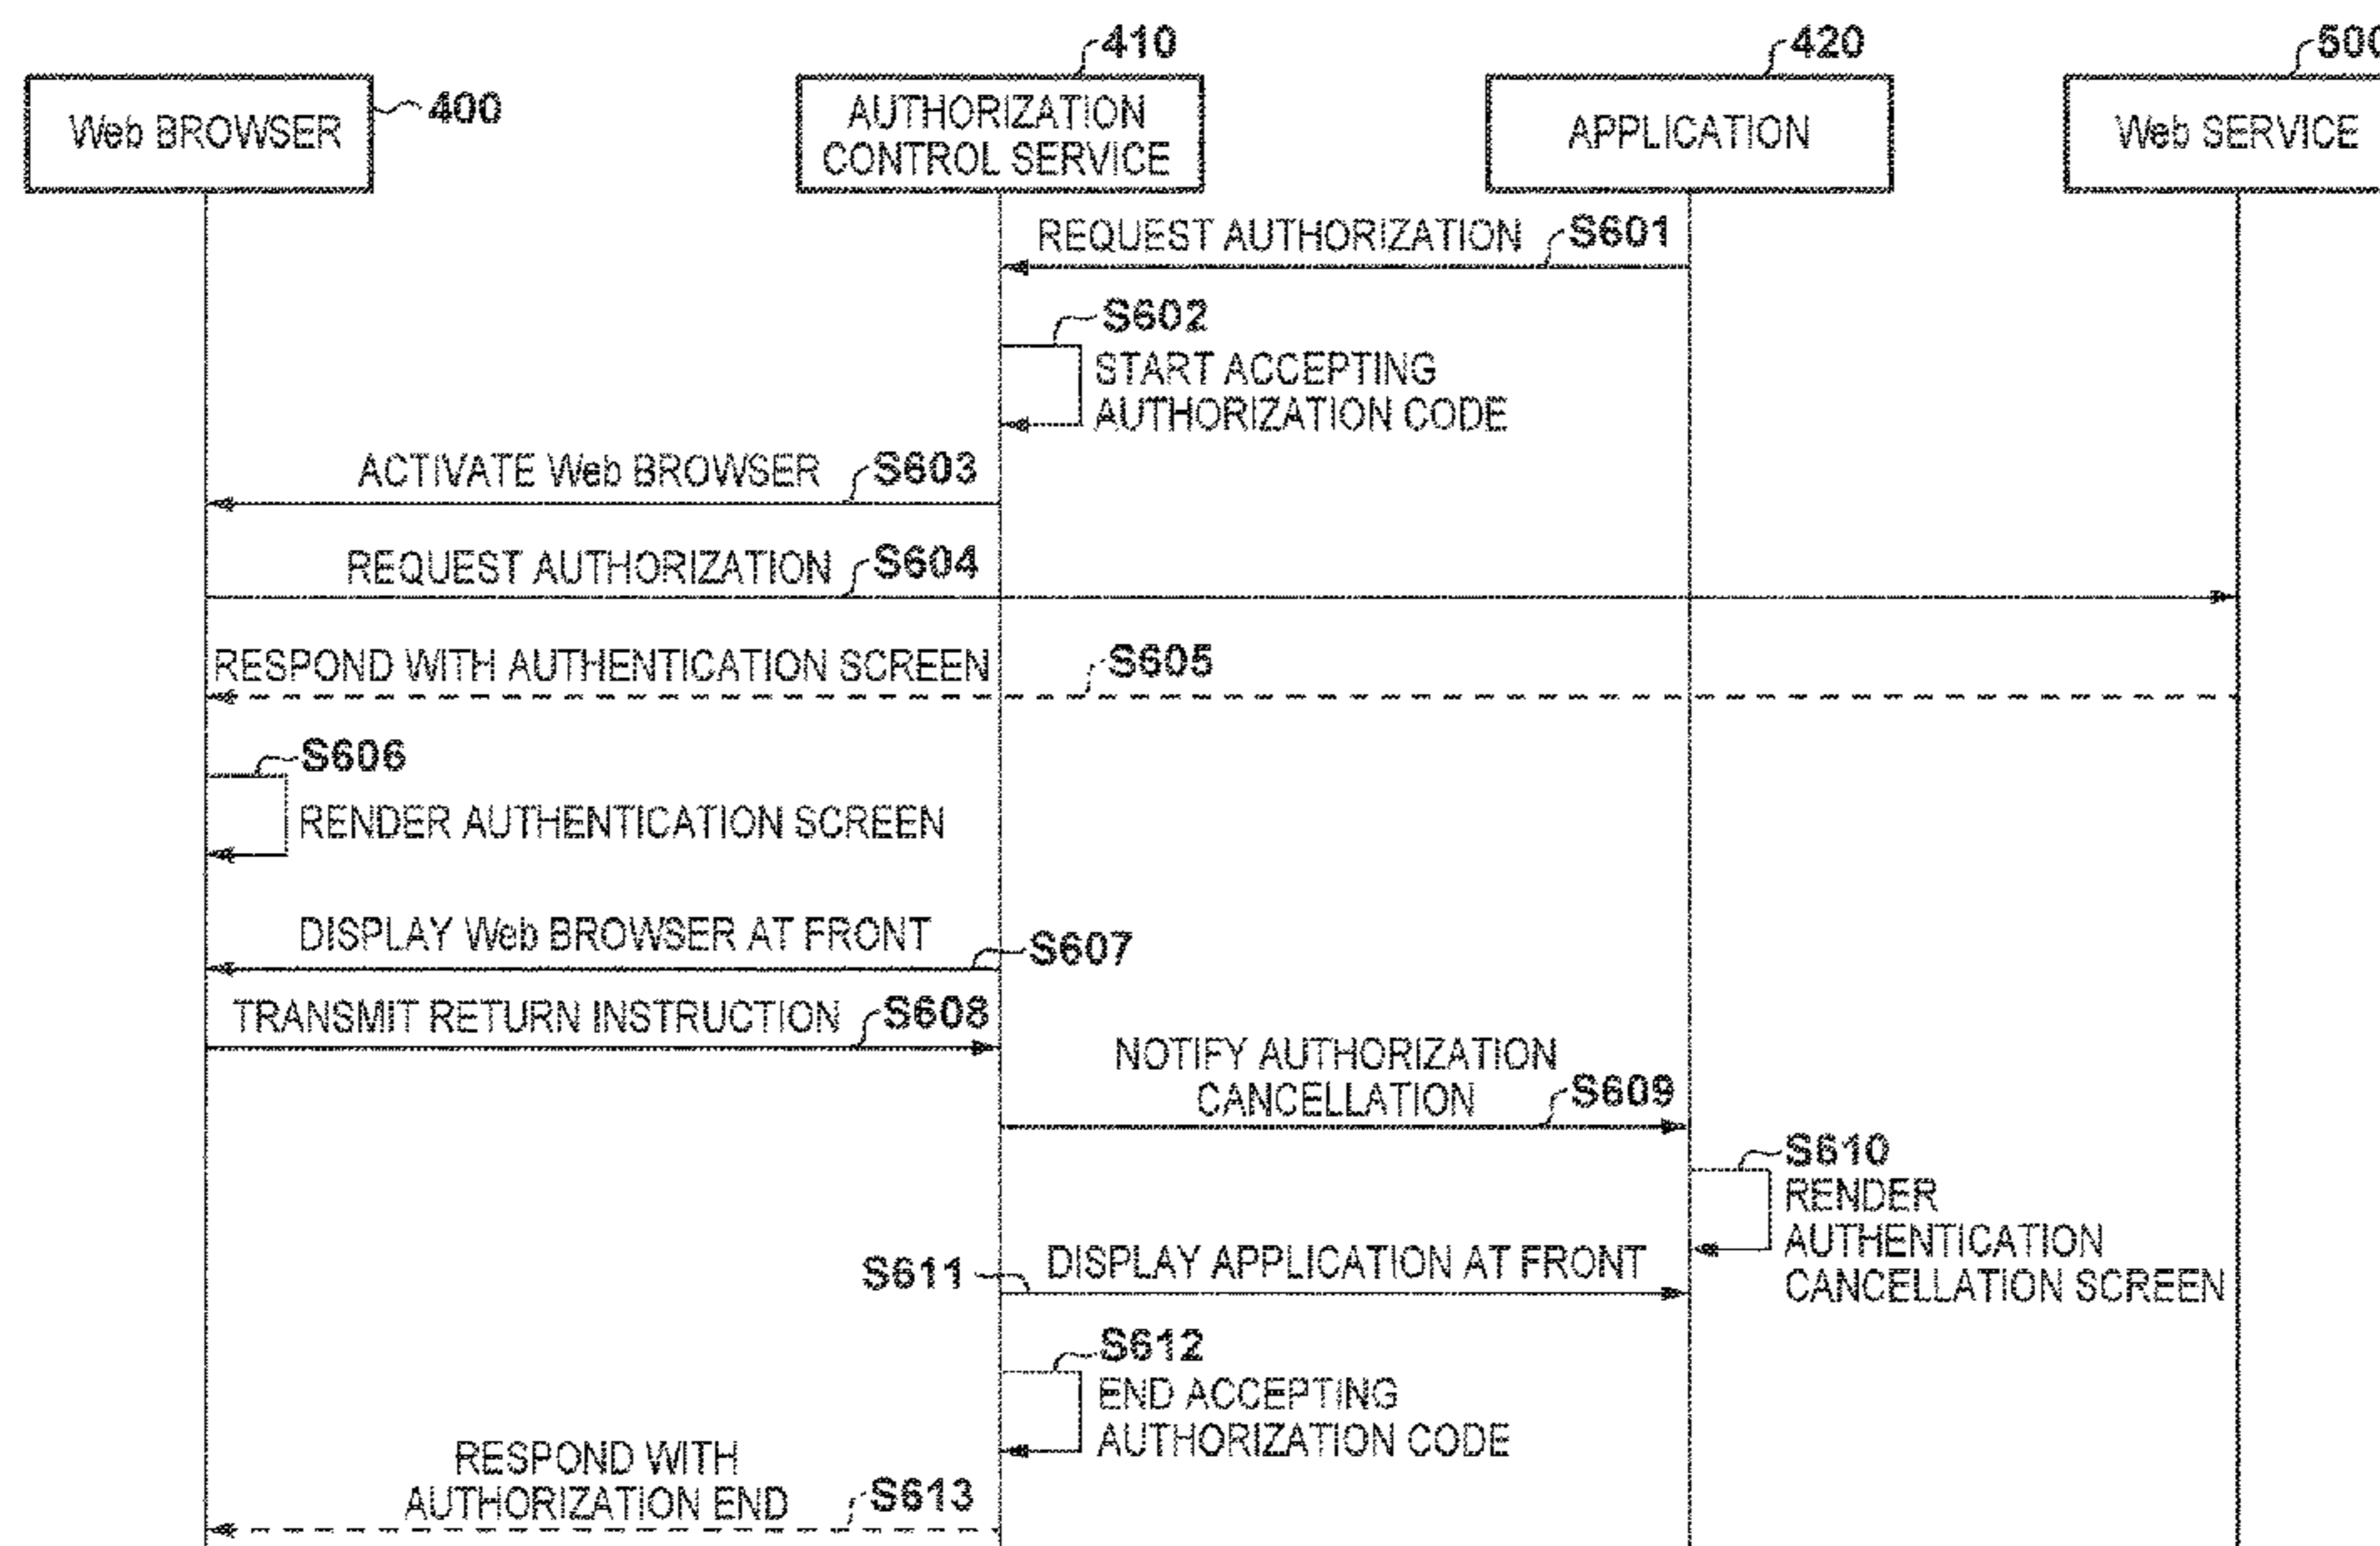 410
420
500
Web BROWSER
400
AUTHORIZATION
CONTROL SERVICE
APPLICATION
Web SERVICE
REQUEST AUTHORIZATION
S601
S602
START ACCEPTING
AUTHORIZATION CODE
ACTIVATE Web BROWSER
S603
REQUEST AUTHORIZATION
S604
RESPOND WITH AUTHENTICATION SCREEN
S605
S606
RENDER AUTHENTICATION SCREEN
DISPLAY Web BROWSER AT FRONT
S607
TRANSMIT RETURN INSTRUCTION
S608
NOTIFY AUTHORIZATION
CANCELLATION
S609
S610
RENDER
AUTHENTICATION
CANCELLATION SCREEN
S611
DISPLAY APPLICATION AT FRONT
S612
END ACCEPTING
AUTHORIZATION CODE
RESPOND WITH
AUTHORIZATION END
S613